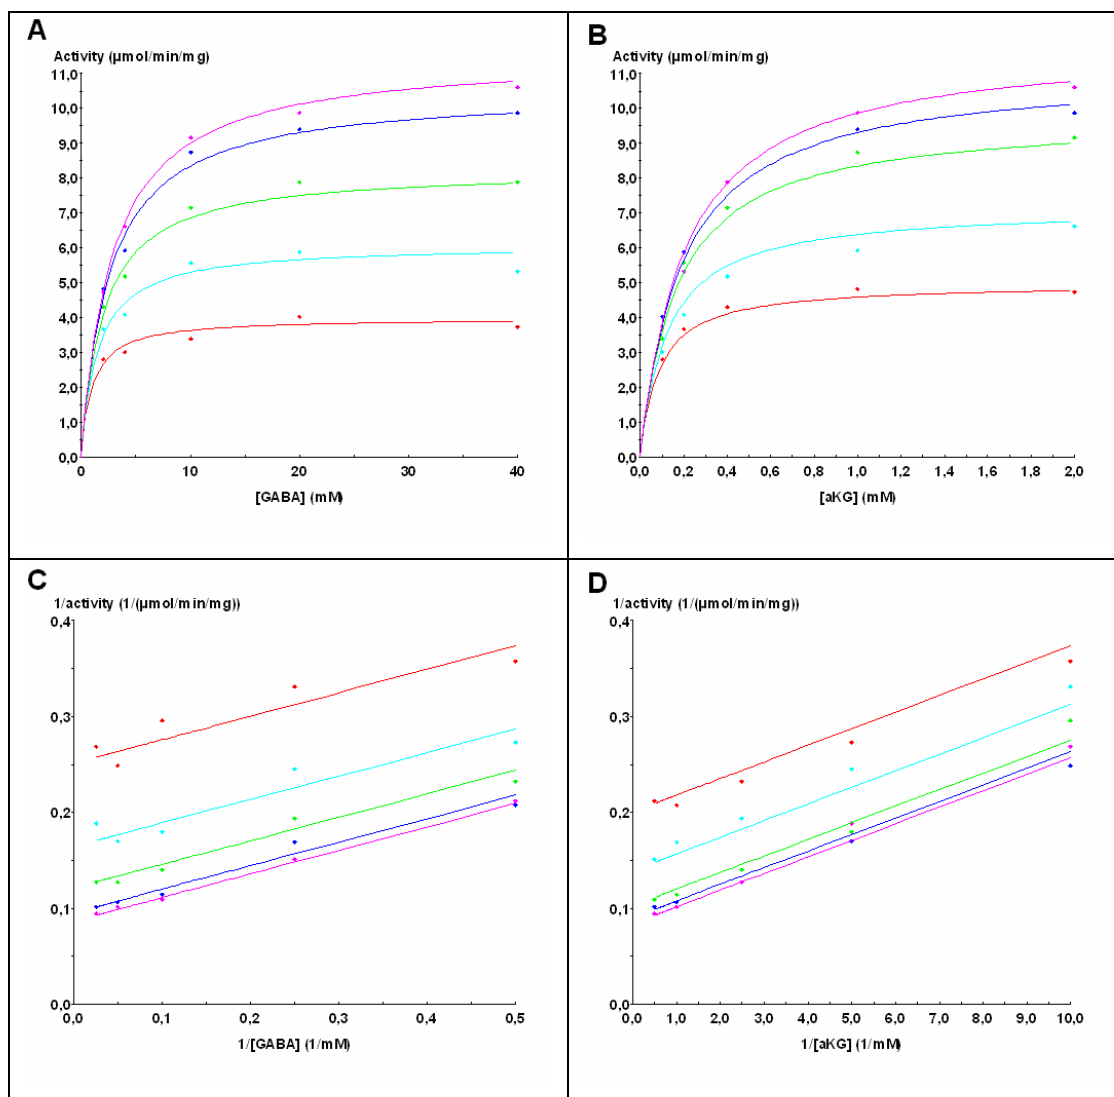 A
Activity (µmol/min/mg)
11,0
10,0
9,0
8,0
7,0
6,0
5,0
4,0
3,0
2,0
1,0
0,0
0 10 20 30 40
[GABA] (mM)
B
Activity (µmol/min/mg)
11,0
10,0
9,0
8,0
7,0
6,0
5,0
4,0
3,0
2,0
1,0
0,0
0,0 0,2 0,4 0,6 0,8 1,0 1,2 1,4 1,6 1,8 2,0
[aKG] (mM)
C
1/activity (1/(µmol/min/mg))
0,4
0,3
0,2
0,1
0,0
0,0 0,1 0,2 0,3 0,4 0,5
1/[GABA] (1/mM)
D
1/activity (1/(µmol/min/mg))
0,4
0,3
0,2
0,1
0,0
0,0 1,0 2,0 3,0 4,0 5,0 6,0 7,0 8,0 9,0 10,0
1/[aKG] (1/mM)